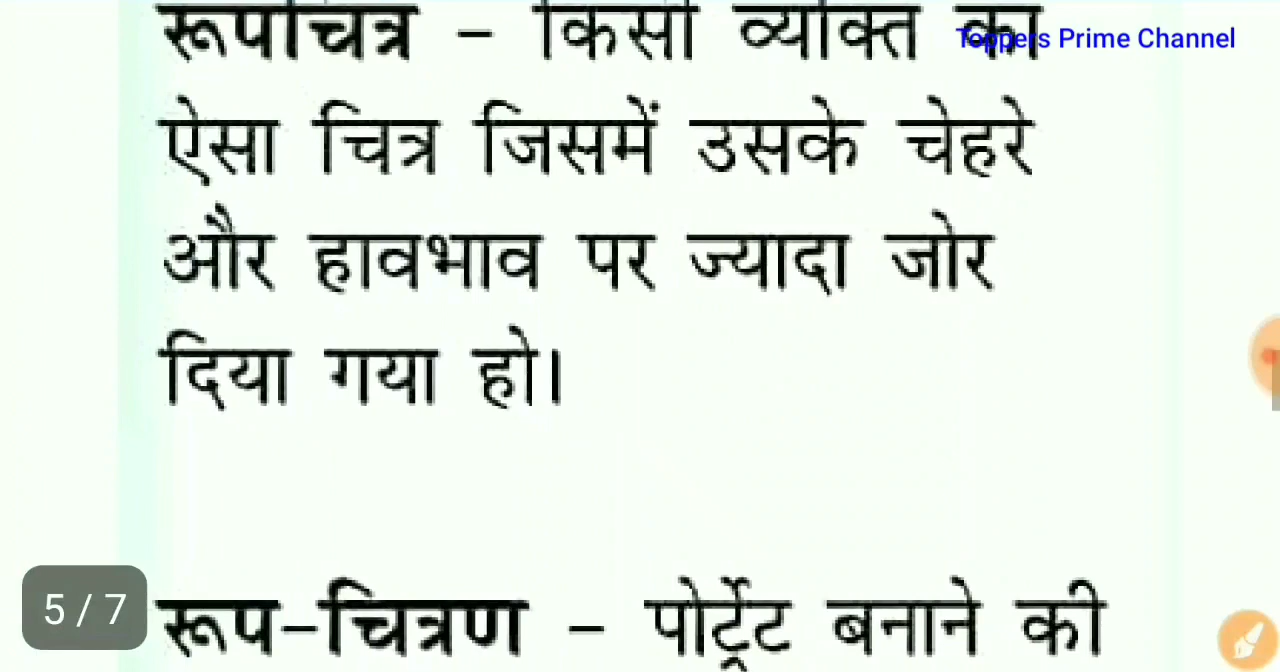 रूपचित्र – किसी व्यक्ति का
Toppers Prime Channel
ऐसा चित्र जिसमें उसके चेहरे
और हावभाव पर ज्यादा जोर
दिया गया हो।
5 / 7
रूप-चित्रण – पोर्ट्रेट बनाने की